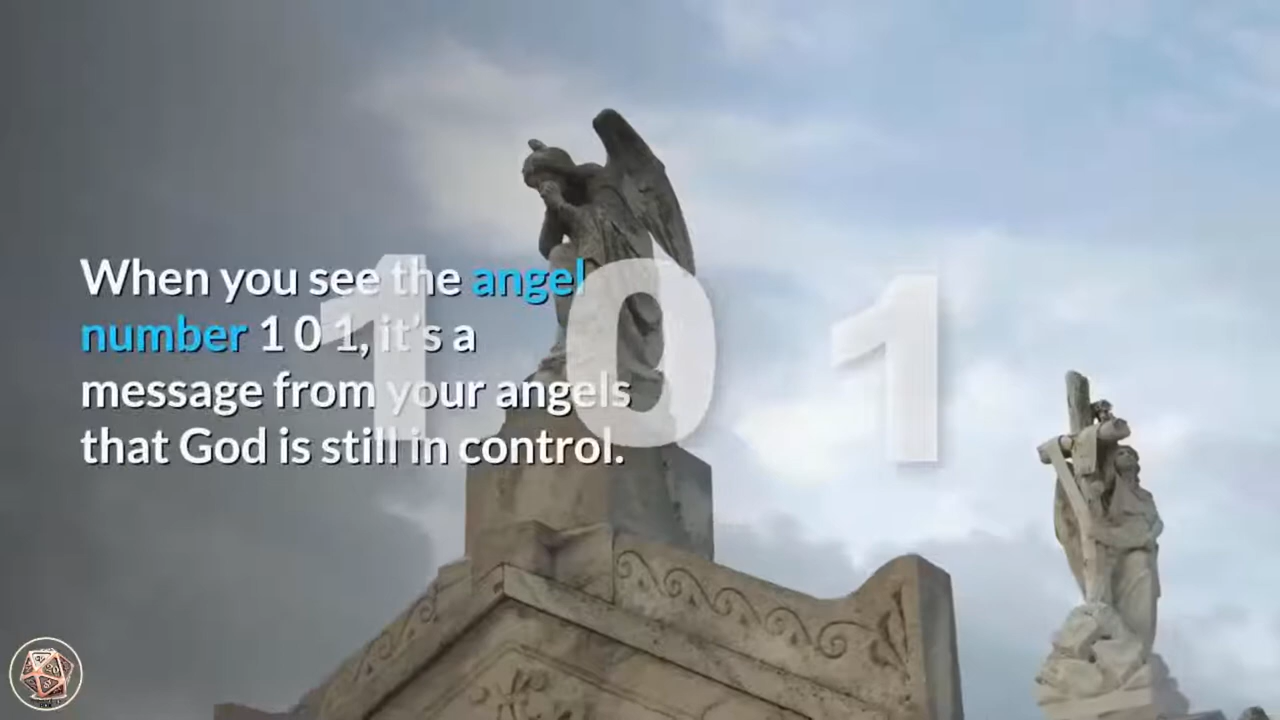 When you see the angel
number 1 0 1, it's a
message from your angels
that God is still in control.
1 0 1